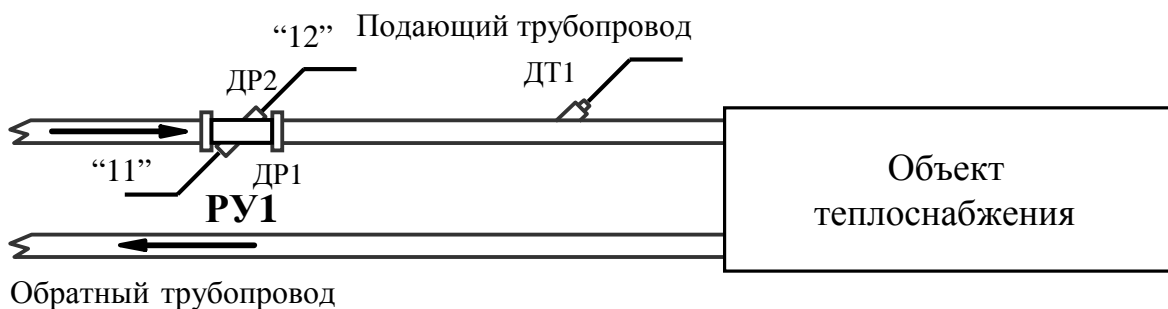 “12” Подающий трубопровод
ДР2
ДТ1
“11”
ДР1
РУ1
Объект
теплоснабжения
Обратный трубопровод